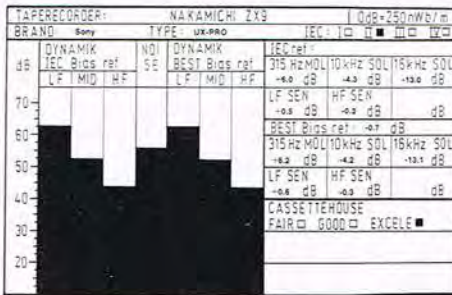 TAPERECORDER: NAKAMICHI ZX9 0dB=250nWb/m
BRAND Sony TYPE: UX-PRO IEC: I□ II■ III□ IV□
dB DYNAMIK IEC Bias ref NOISE DYNAMIK BEST Bias ref IEC ref:
LF MID HF LF MID HF
315 Hz MOL 10kHz SOL 16kHz SOL
-6.0 dB -4.3 dB -13.0 dB
LF SEN HF SEN
-0.5 dB -0.3 dB dB
BEST Bias ref: -0.7 dB
315 Hz MOL 10kHz SOL 16kHz SOL
-6.2 dB -4.2 dB -13.1 dB
LF SEN HF SEN
-0.6 dB -0.3 dB dB
CASSETTEHOUSE
FAIR□ GOOD□ EXCELE■
70
60
50
40
30
20